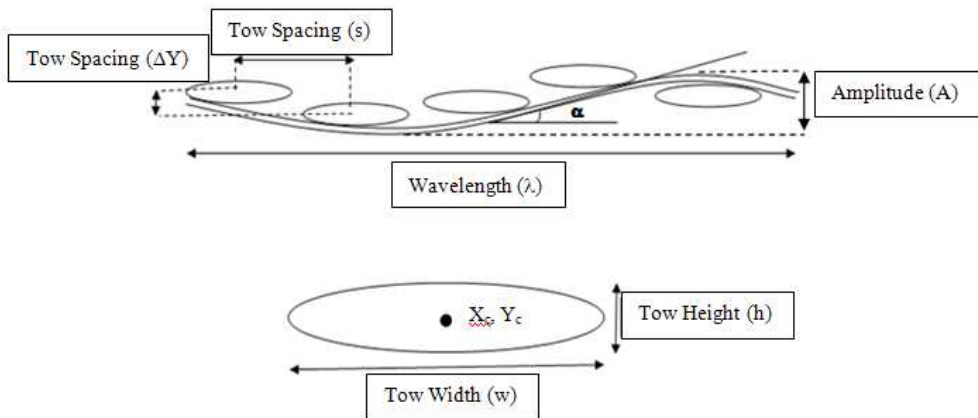 Tow Spacing (s)
Tow Spacing (ΔY)
Amplitude (A)
α
Wavelength (λ)
Xc, Yc
Tow Height (h)
Tow Width (w)